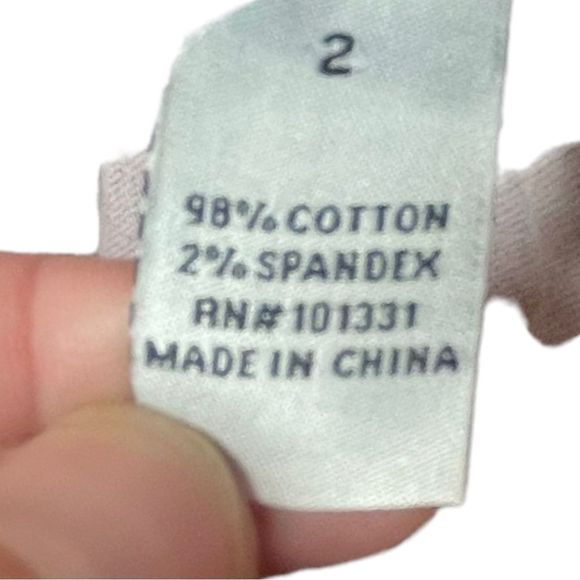 2
98% COTTON
2% SPANDEX
RN# 101331
MADE IN CHINA